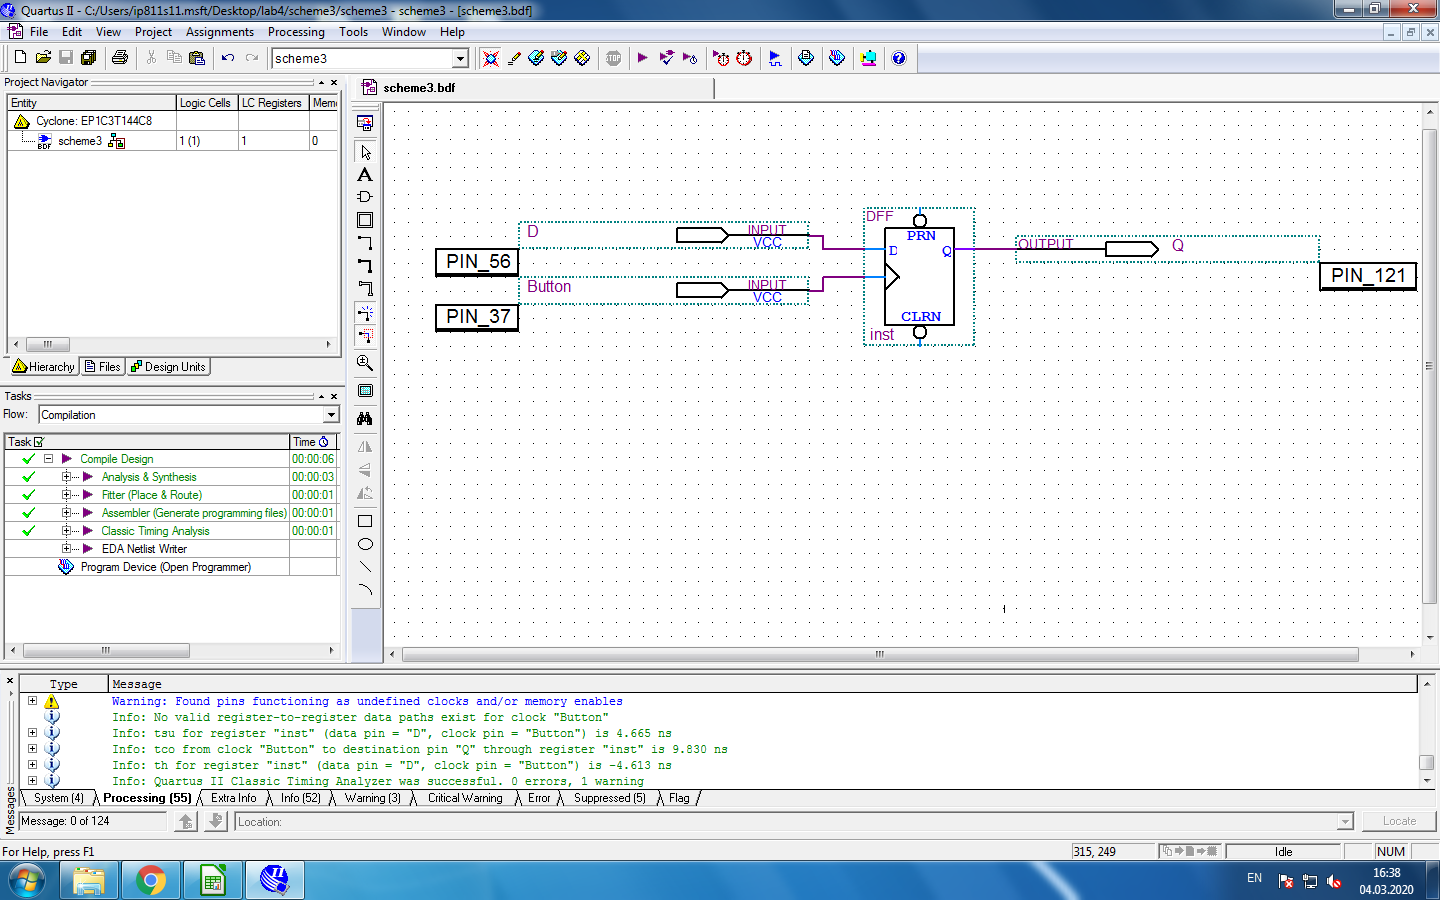 Quartus II - C:/Users/ip811s11.msft/Desktop/lab4/scheme3/scheme3 - scheme3 - [scheme3.bdf]
File Edit View Project Assignments Processing Tools Window Help
scheme3
Project Navigator
Entity Logic Cells LC Registers Mem
Cyclone: EP1C3T144C8
scheme3 1 (1) 1 0
Hierarchy Files Design Units
Tasks
Flow: Compilation
Task Time
Compile Design 00:00:06
Analysis & Synthesis 00:00:03
Fitter (Place & Route) 00:00:01
Assembler (Generate programming files) 00:00:01
Classic Timing Analysis 00:00:01
EDA Netlist Writer
Program Device (Open Programmer)
scheme3.bdf
D INPUT VCC
PIN_56
Button INPUT VCC
PIN_37
DFF
PRN
D Q
CLRN
inst
OUTPUT Q
PIN_121
Type Message
Warning: Found pins functioning as undefined clocks and/or memory enables
Info: No valid register-to-register data paths exist for clock "Button"
Info: tsu for register "inst" (data pin = "D", clock pin = "Button") is 4.665 ns
Info: tco from clock "Button" to destination pin "Q" through register "inst" is 9.830 ns
Info: th for register "inst" (data pin = "D", clock pin = "Button") is -4.613 ns
Info: Quartus II Classic Timing Analyzer was successful. 0 errors, 1 warning
System (4) Processing (55) Extra Info Info (52) Warning (3) Critical Warning Error Suppressed (5) Flag
Messages
Message: 0 of 124 Location: Locate
For Help, press F1 315, 249 Idle NUM
EN 16:38
04.03.2020